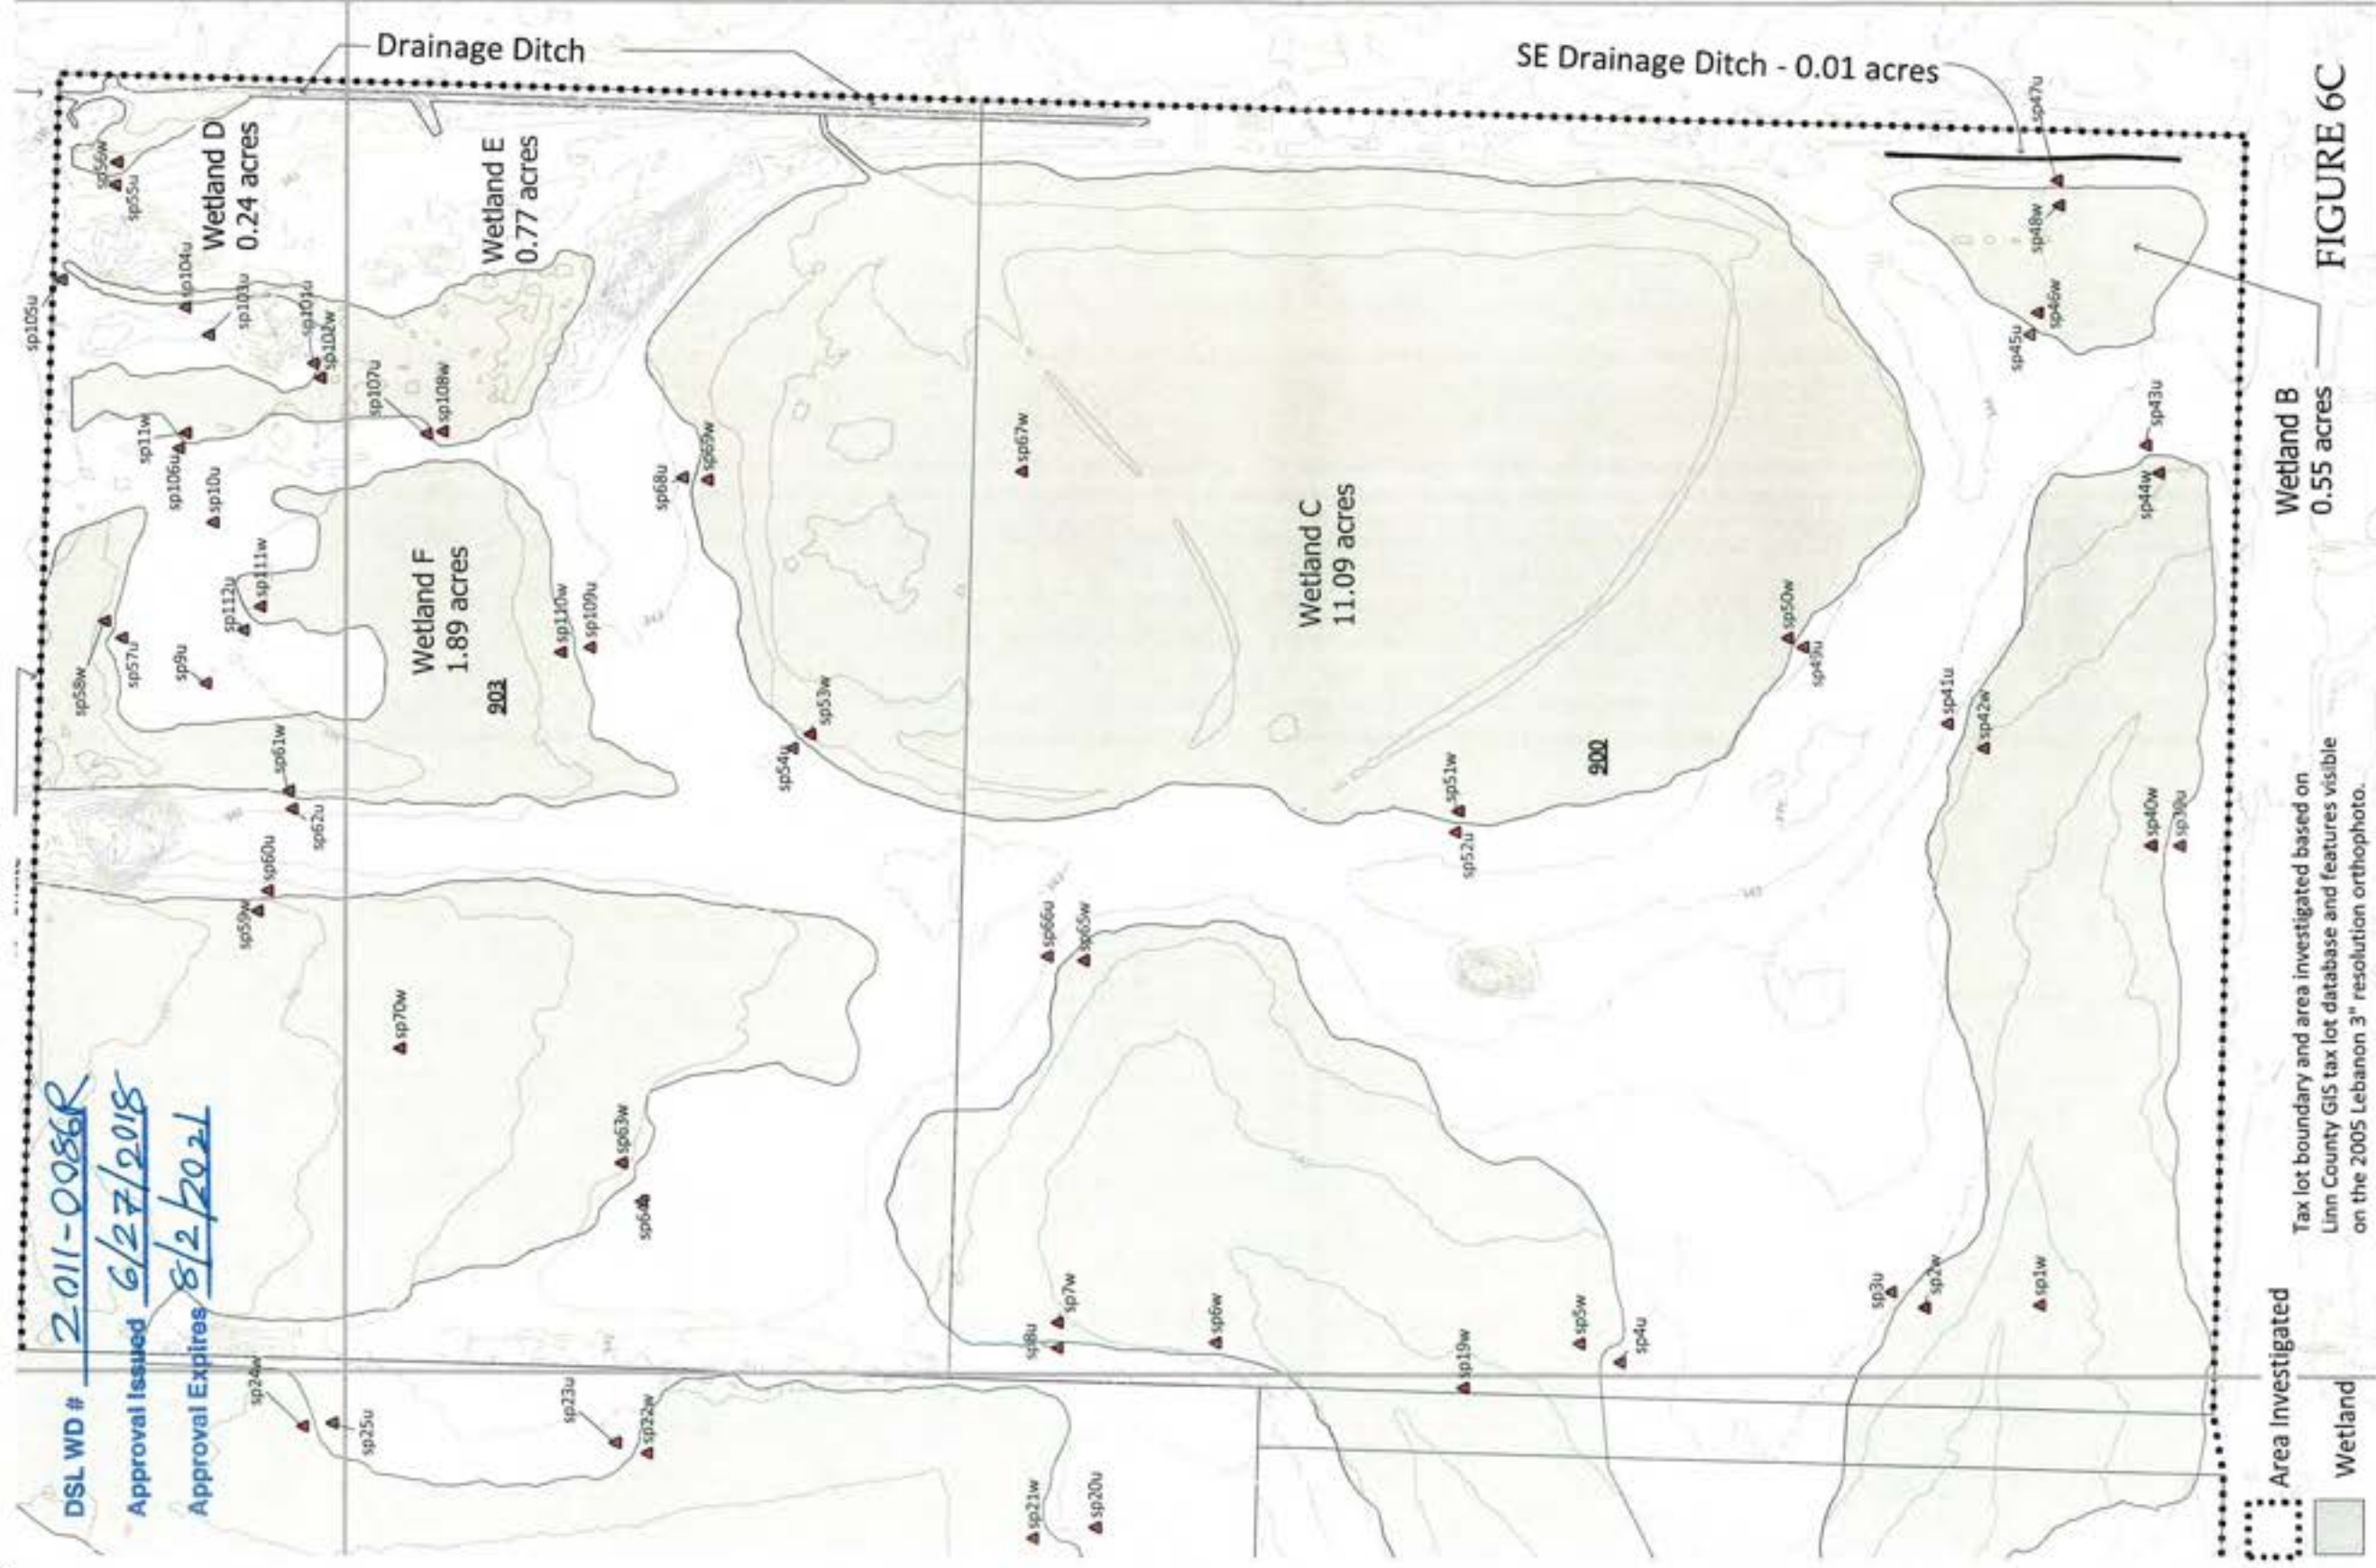 DSL WD # 2011-0086R
Approval Issued 6/27/2018
Approval Expires 8/2/2021
Drainage Ditch
SE Drainage Ditch - 0.01 acres
Wetland D
0.24 acres
Wetland E
0.77 acres
Wetland F
1.89 acres
903
Wetland C
11.09 acres
900
Wetland B
0.55 acres
FIGURE 6C
sp105u
sp56w
sp55u
sp104u
sp103u
sp101u
sp102w
sp107u
sp108w
sp11w
sp106u
sp10u
sp111w
sp112u
sp58w
sp57u
sp9u
sp110w
sp109u
sp61w
sp62u
sp60u
sp59w
sp70w
sp63w
sp64u
sp68u
sp69w
sp67w
sp53w
sp54u
sp66u
sp65w
sp51w
sp52u
sp50w
sp49u
sp47u
sp48w
sp46w
sp45u
sp43u
sp44w
sp41u
sp42w
sp40w
sp39u
sp3u
sp2w
sp1w
sp7w
sp8u
sp6w
sp19w
sp5w
sp4u
sp24w
sp25u
sp23u
sp22w
sp21w
sp20u
Area Investigated
Wetland
Tax lot boundary and area investigated based on
Linn County GIS tax lot database and features visible
on the 2005 Lebanon 3" resolution orthophoto.